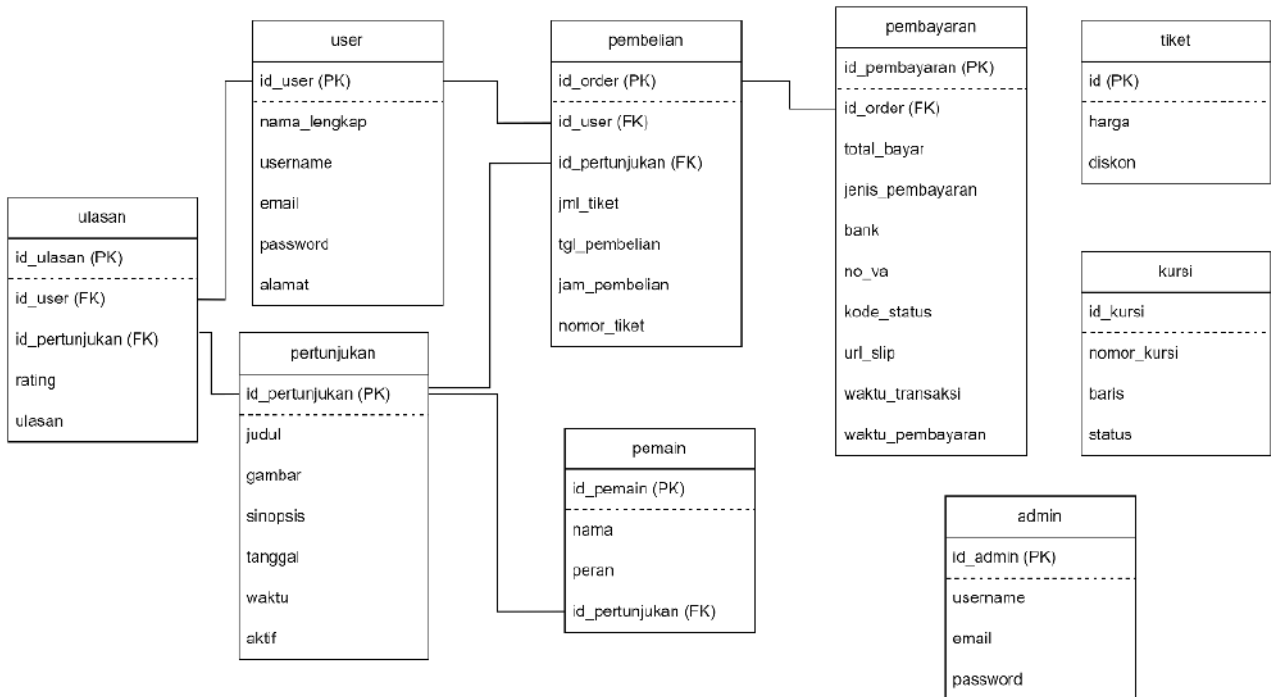 user
id_user (PK)
nama_lengkap
username
email
password
alamat
pembelian
id_order (PK)
id_user (FK)
id_pertunjukan (FK)
jml_tiket
tgl_pembelian
jam_pembelian
nomor_tiket
pembayaran
id_pembayaran (PK)
id_order (FK)
total_bayar
jenis_pembayaran
bank
no_va
kode_status
url_slip
waktu_transaksi
waktu_pembayaran
tiket
id (PK)
harga
diskon
ulasan
id_ulasan (PK)
id_user (FK)
id_pertunjukan (FK)
rating
ulasan
pertunjukan
id_pertunjukan (PK)
judul
gambar
sinopsis
tanggal
waktu
aktif
pemain
id_pemain (PK)
nama
peran
id_pertunjukan (FK)
kursi
id_kursi
nomor_kursi
baris
status
admin
id_admin (PK)
username
email
password